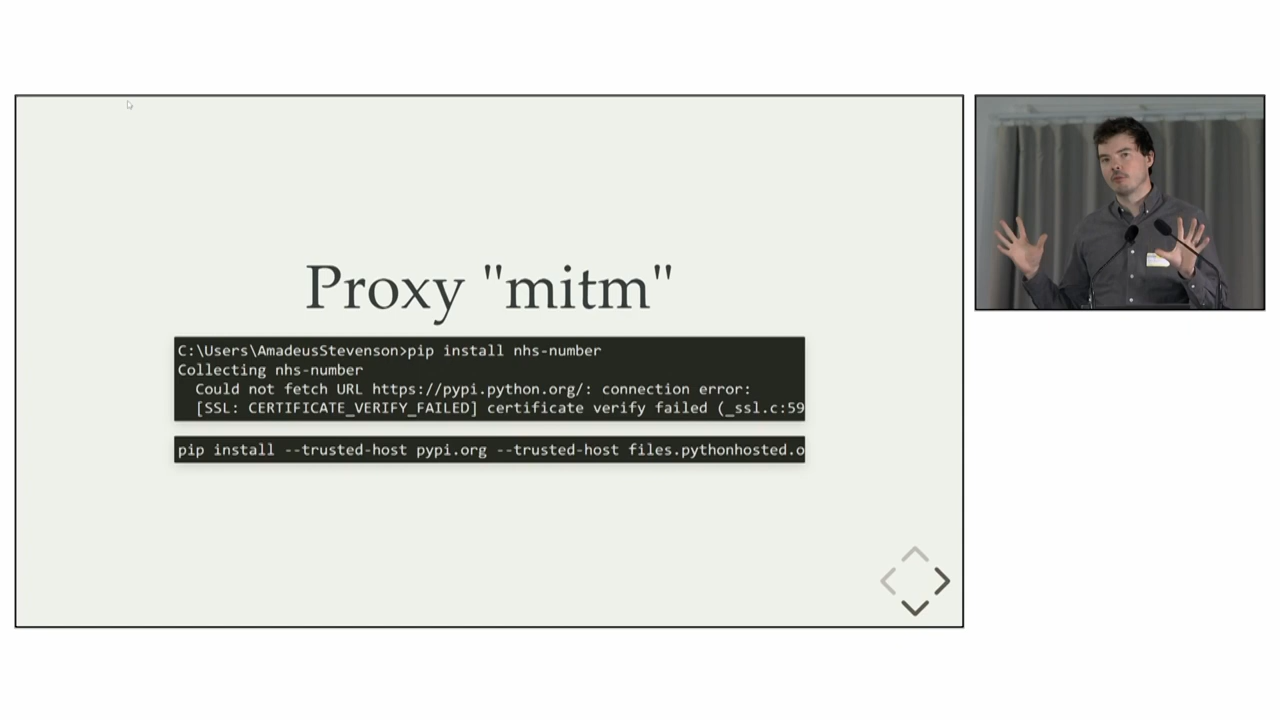 Proxy "mitm"
C:\Users\AmadeusStevenson>pip install nhs-number
Collecting nhs-number
Could not fetch URL https://pypi.python.org/: connection error:
[SSL: CERTIFICATE_VERIFY_FAILED] certificate verify failed (_ssl.c:59
pip install --trusted-host pypi.org --trusted-host files.pythonhosted.o